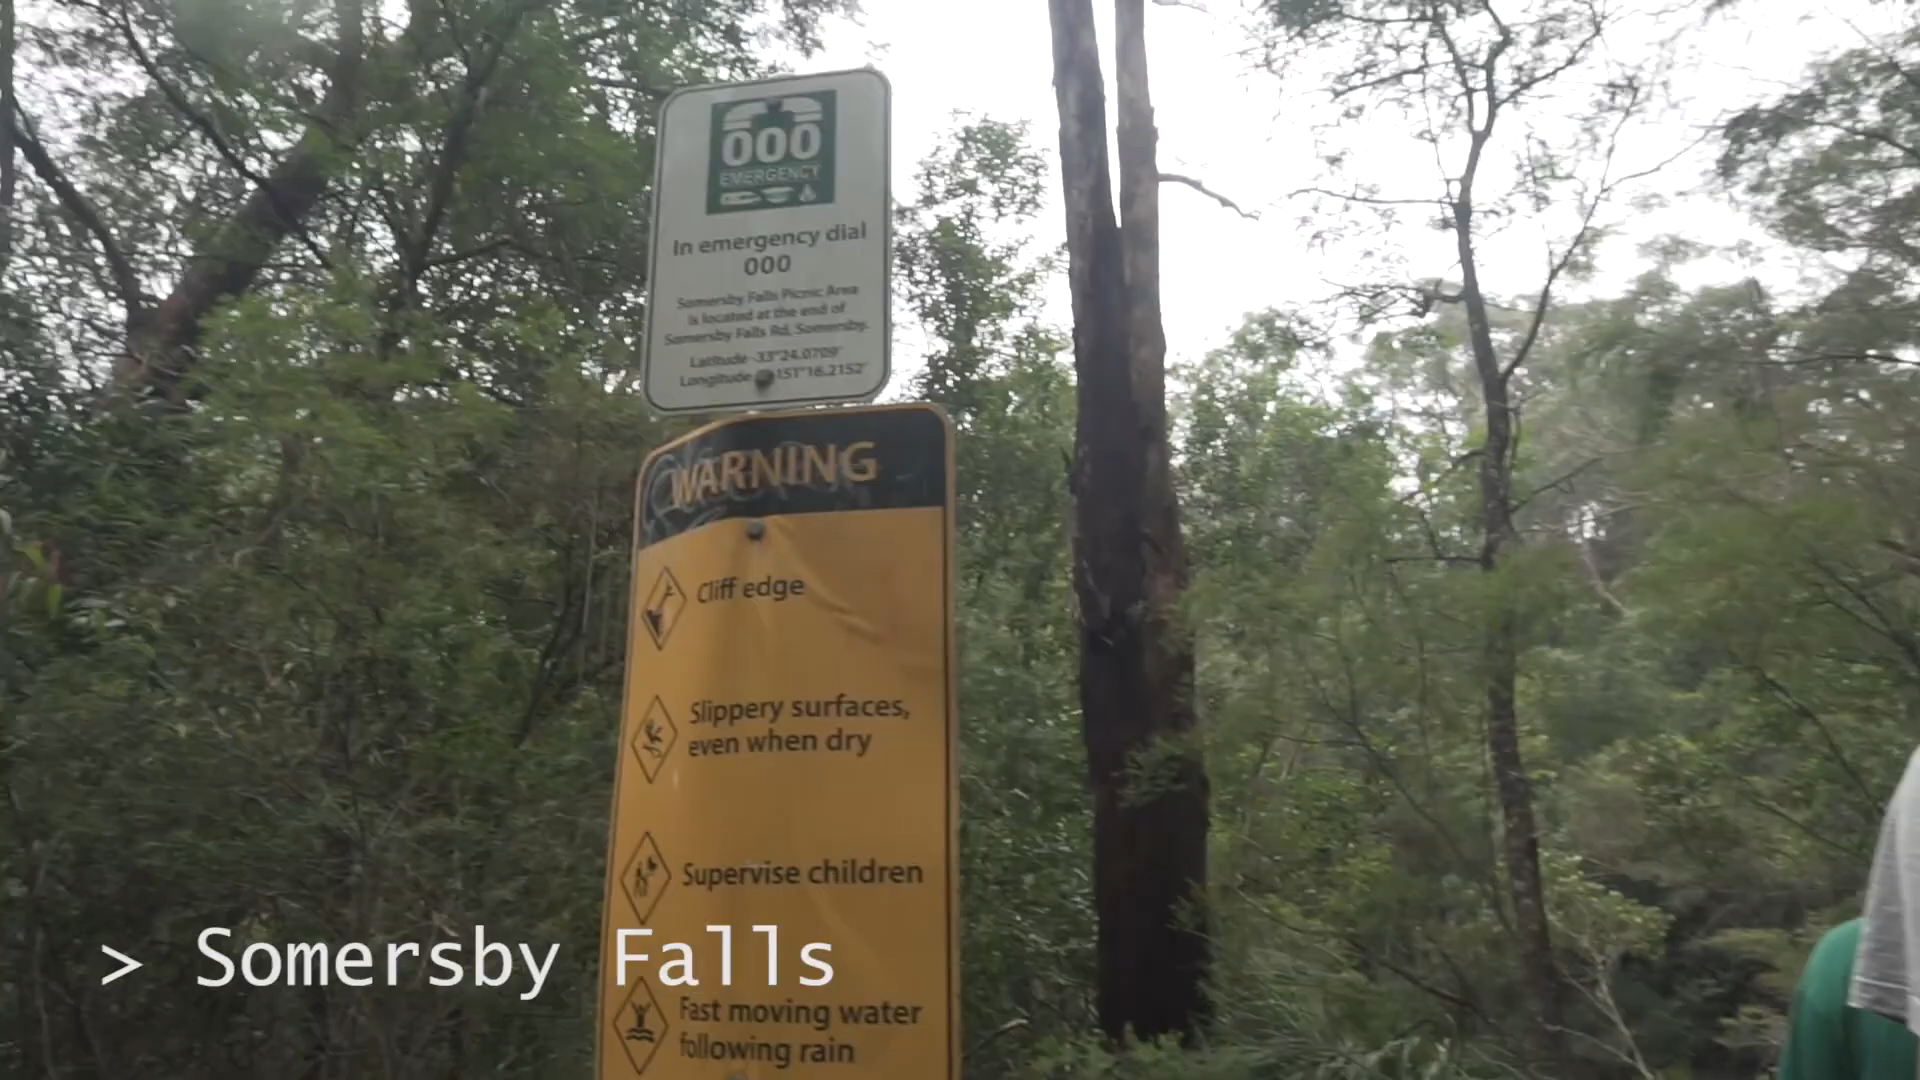 000
EMERGENCY
In emergency dial
000
Somersby Falls Picnic Area
is located at the end of
Somersby Falls Rd, Somersby.
Latitude -33°24.0709'
Longitude 151°16.2152'
WARNING
Cliff edge
Slippery surfaces,
even when dry
Supervise children
> Somersby Falls
Fast moving water
following rain